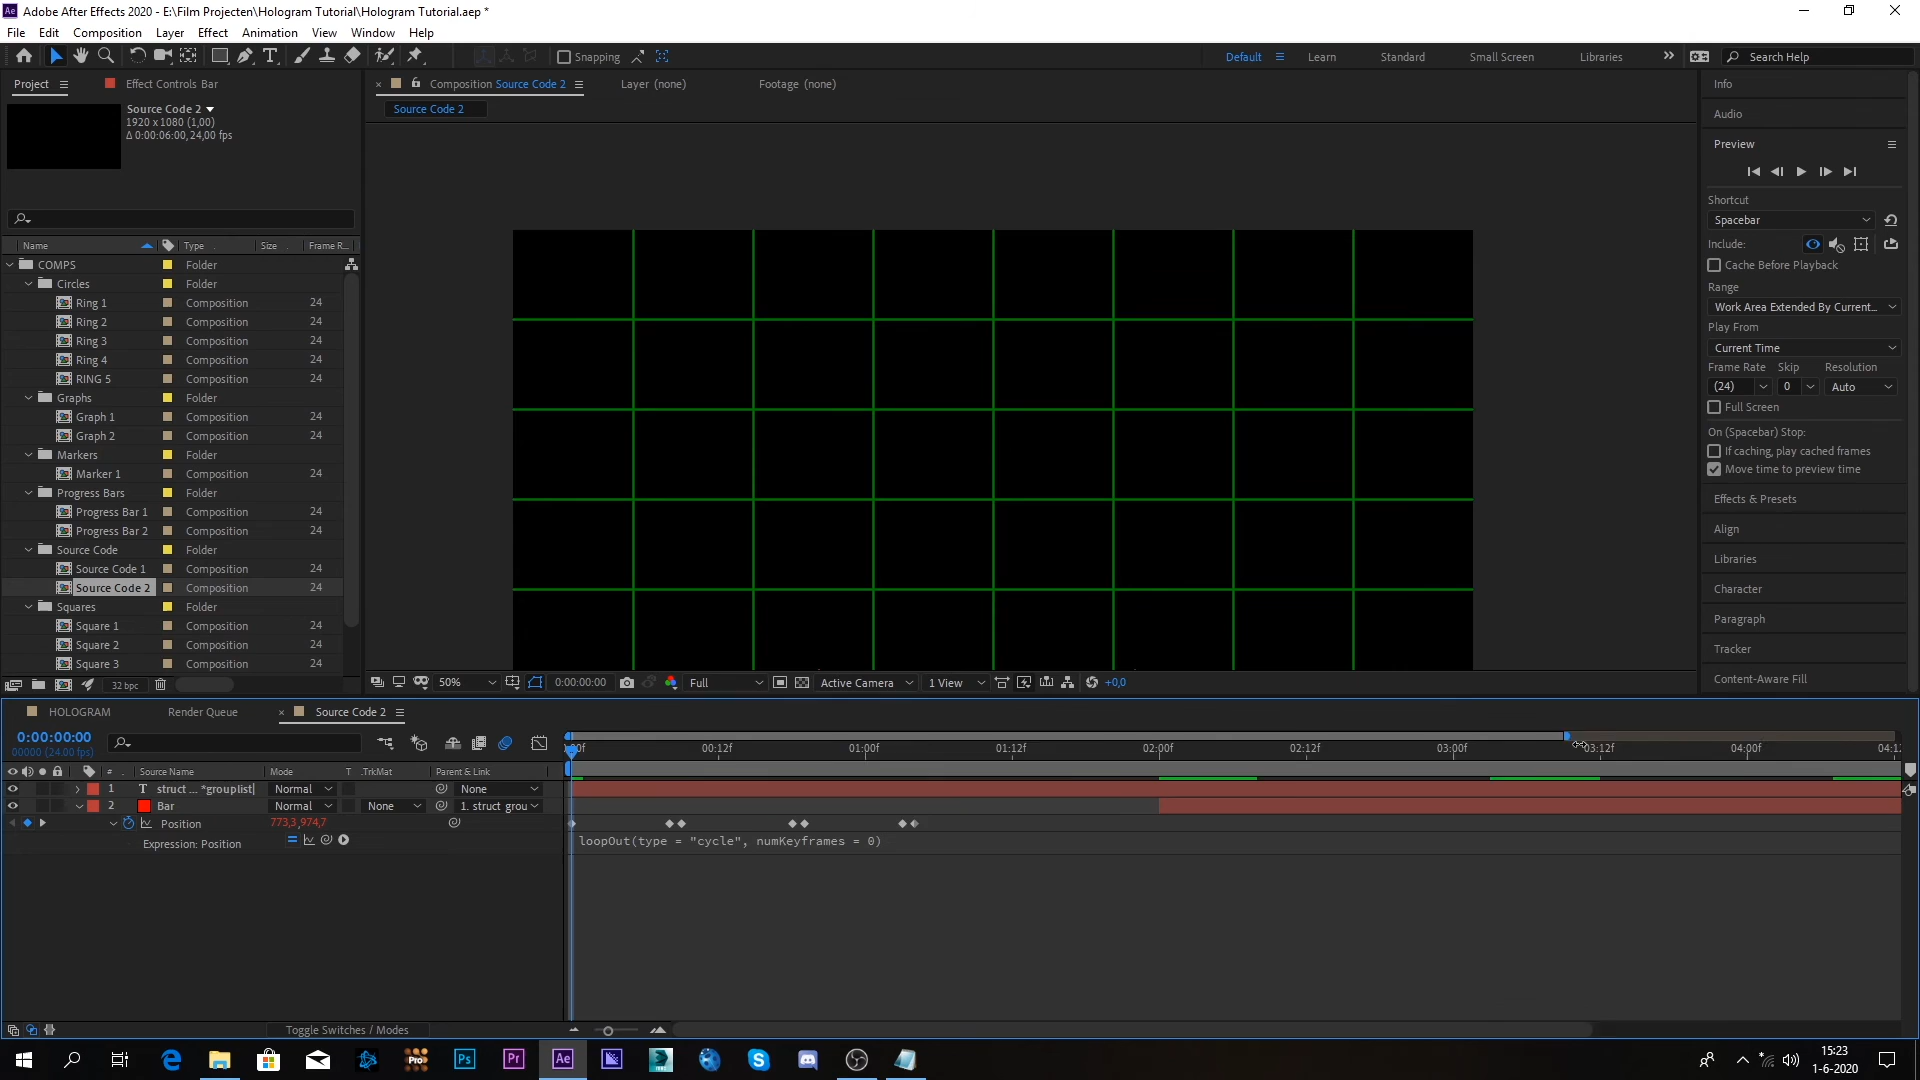 Adobe After Effects 2020 - E:\Film Projecten\Hologram Tutorial\Hologram Tutorial.aep *
File Edit Composition Layer Effect Animation View Window Help
Snapping
Default Learn Standard Small Screen Libraries Search Help
Project Effect Controls Bar
Composition Source Code 2 Layer (none) Footage (none)
Source Code 2
Source Code 2
1920 x 1080 (1,00)
Δ 0:00:06:00, 24,00 fps
Name Type Size Frame R...
COMPS Folder
Circles Folder
Ring 1 Composition 24
Ring 2 Composition 24
Ring 3 Composition 24
Ring 4 Composition 24
RING 5 Composition 24
Graphs Folder
Graph 1 Composition 24
Graph 2 Composition 24
Markers Folder
Marker 1 Composition 24
Progress Bars Folder
Progress Bar 1 Composition 24
Progress Bar 2 Composition 24
Source Code Folder
Source Code 1 Composition 24
Source Code 2 Composition 24
Squares Folder
Square 1 Composition 24
Square 2 Composition 24
Square 3 Composition 24
32 bpc
50% 0:00:00:00 Full Active Camera 1 View +0,0
Info
Audio
Preview
Shortcut
Spacebar
Include:
Cache Before Playback
Range
Work Area Extended By Current...
Play From
Current Time
Frame Rate Skip Resolution
(24) 0 Auto
Full Screen
On (Spacebar) Stop:
If caching, play cached frames
Move time to preview time
Effects & Presets
Align
Libraries
Character
Paragraph
Tracker
Content-Aware Fill
HOLOGRAM Render Queue Source Code 2
0:00:00:00
00000 (24.00 fps)
00:12f 01:00f 01:12f 02:00f 02:12f 03:00f 03:12f 04:00f
# Source Name Mode T .TrkMat Parent & Link
1 T struct ... *grouplist Normal None
2 Bar Normal None 1. struct grou
Position 773,3,974,7
Expression: Position loopOut(type = "cycle", numKeyframes = 0)
Toggle Switches / Modes
Pro Ps Pr Ae
15:23
1-6-2020